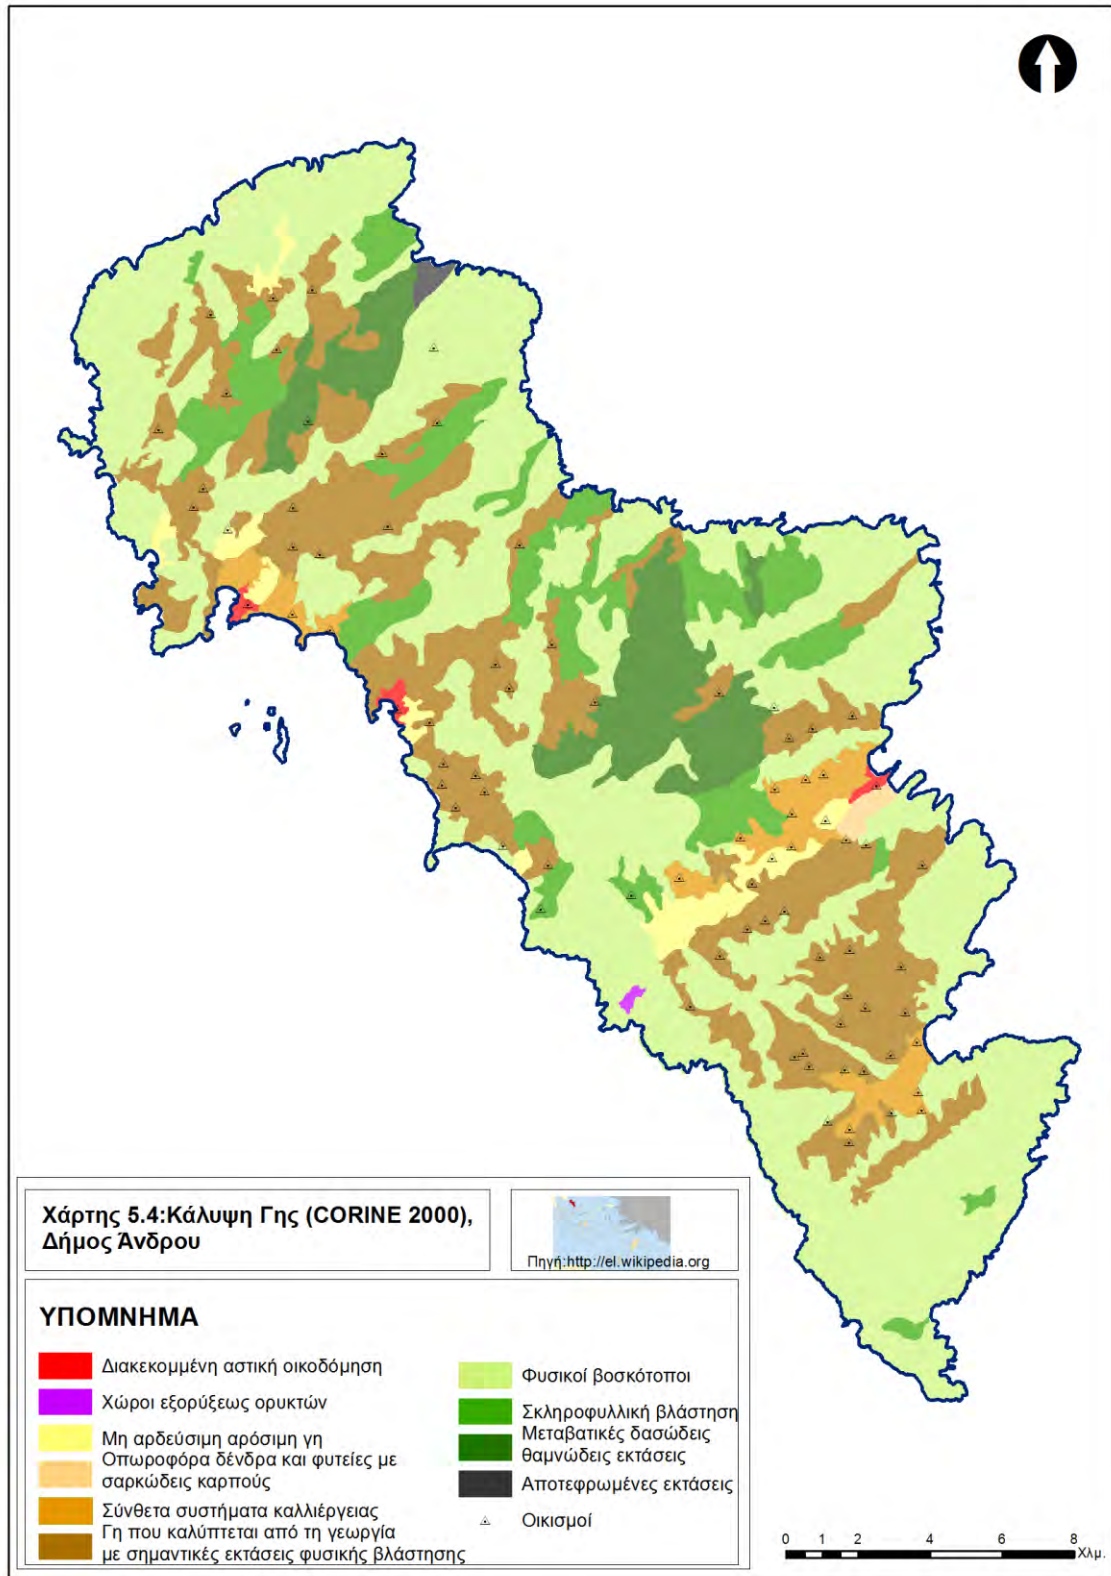 Χάρτης 5.4:Κάλυψη Γης (CORINE 2000),
Δήμος Άνδρου
Πηγή:http://el.wikipedia.org
ΥΠΟΜΝΗΜΑ
Διακεκομμένη αστική οικοδόμηση
Χώροι εξορύξεως ορυκτών
Μη αρδεύσιμη αρόσιμη γη
Οπωροφόρα δένδρα και φυτείες με
σαρκώδεις καρπούς
Σύνθετα συστήματα καλλιέργειας
Γη που καλύπτεται από τη γεωργία
με σημαντικές εκτάσεις φυσικής βλάστησης
Φυσικοί βοσκότοποι
Σκληροφυλλική βλάστηση
Μεταβατικές δασώδεις
θαμνώδεις εκτάσεις
Αποτεφρωμένες εκτάσεις
Οικισμοί
0 1 2 4 6 8
Χλμ.